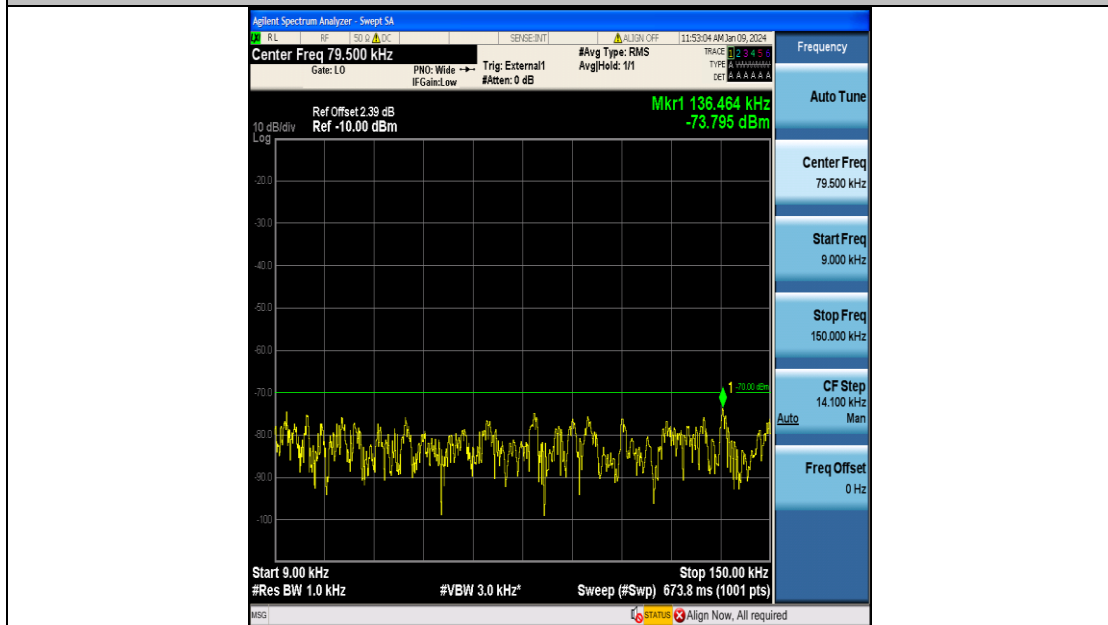 Agilent Spectrum Analyzer - Swept SA
LXI RL RF 50 Ω DC SENSE:INT ALIGN OFF 11:53:04 AM Jan 09, 2024
Center Freq 79.500 kHz
Gate: LO
PNO: Wide
IFGain:Low
Trig: External1
#Atten: 0 dB
#Avg Type: RMS
Avg|Hold: 1/1
TRACE 1 2 3 4 5 6
TYPE A WWWWW
DET A A A A A A
Frequency
Mkr1 136.464 kHz
-73.795 dBm
Ref Offset 2.39 dB
10 dB/div Ref -10.00 dBm
Log
-20.0
-30.0
-40.0
-50.0
-60.0
-70.0
-80.0
-90.0
-100
1 -70.00 dBm
Start 9.00 kHz Stop 150.00 kHz
#Res BW 1.0 kHz #VBW 3.0 kHz* Sweep (#Swp) 673.8 ms (1001 pts)
Auto Tune
Center Freq
79.500 kHz
Start Freq
9.000 kHz
Stop Freq
150.000 kHz
CF Step
14.100 kHz
Auto Man
Freq Offset
0 Hz
MSG STATUS Align Now, All required